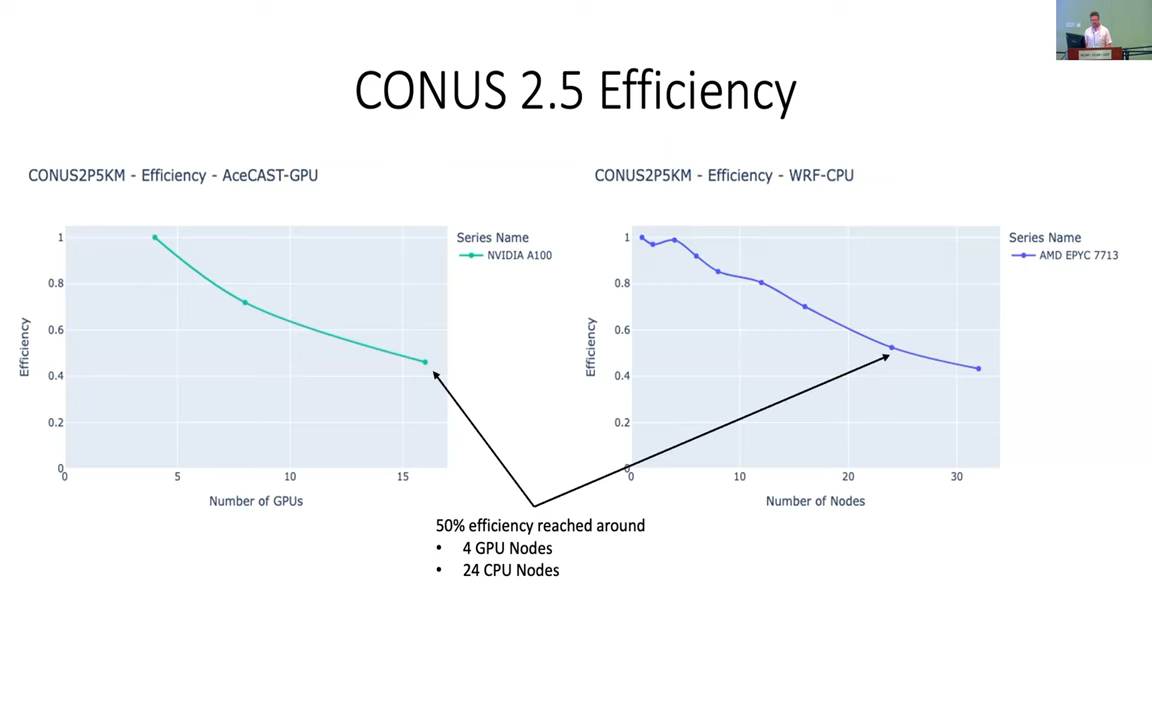 CONUS 2.5 Efficiency
CONUS2P5KM - Efficiency - AceCAST-GPU
Efficiency
1
0.8
0.6
0.4
0.2
0
0
5
10
15
Number of GPUs
Series Name
NVIDIA A100
CONUS2P5KM - Efficiency - WRF-CPU
Efficiency
1
0.8
0.6
0.4
0.2
0
0
10
20
30
Number of Nodes
Series Name
AMD EPYC 7713
50% efficiency reached around
• 4 GPU Nodes
• 24 CPU Nodes